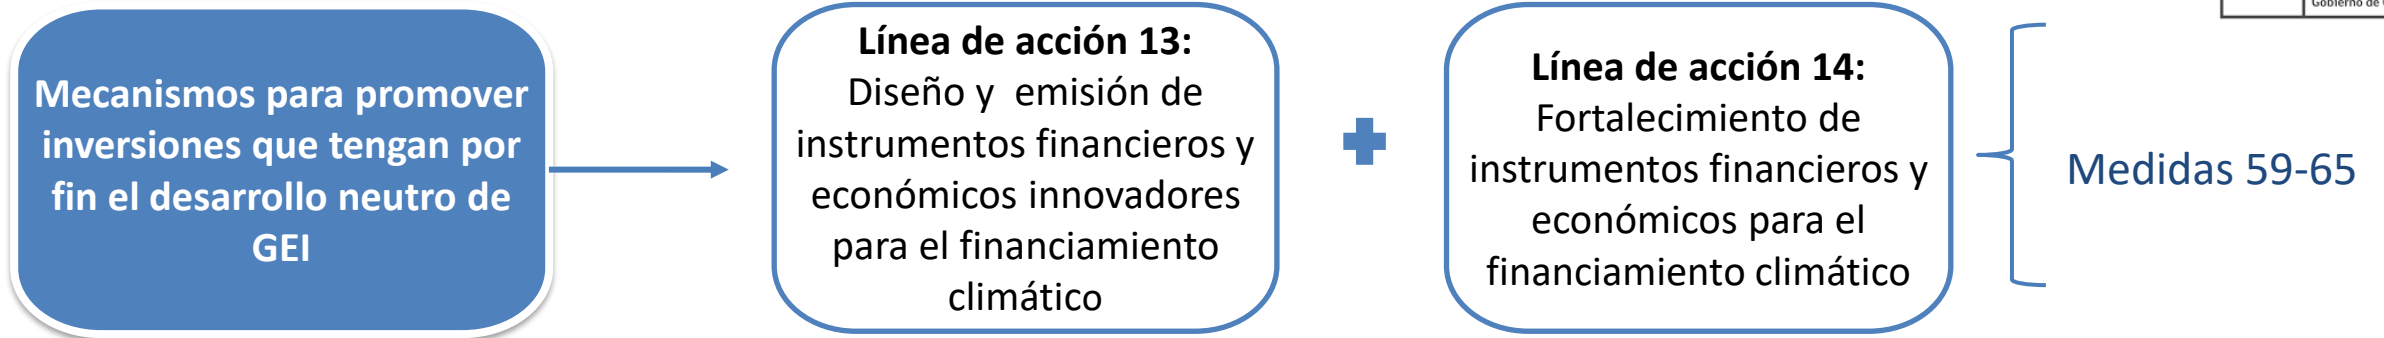 Mecanismos para promover
inversiones que tengan por
fin el desarrollo neutro de
GEI
Línea de acción 13:
Diseño y emisión de
instrumentos financieros y
económicos innovadores
para el financiamiento
climático
Línea de acción 14:
Fortalecimiento de
instrumentos financieros y
económicos para el
financiamiento climático
Medidas 59-65
Gobierno de